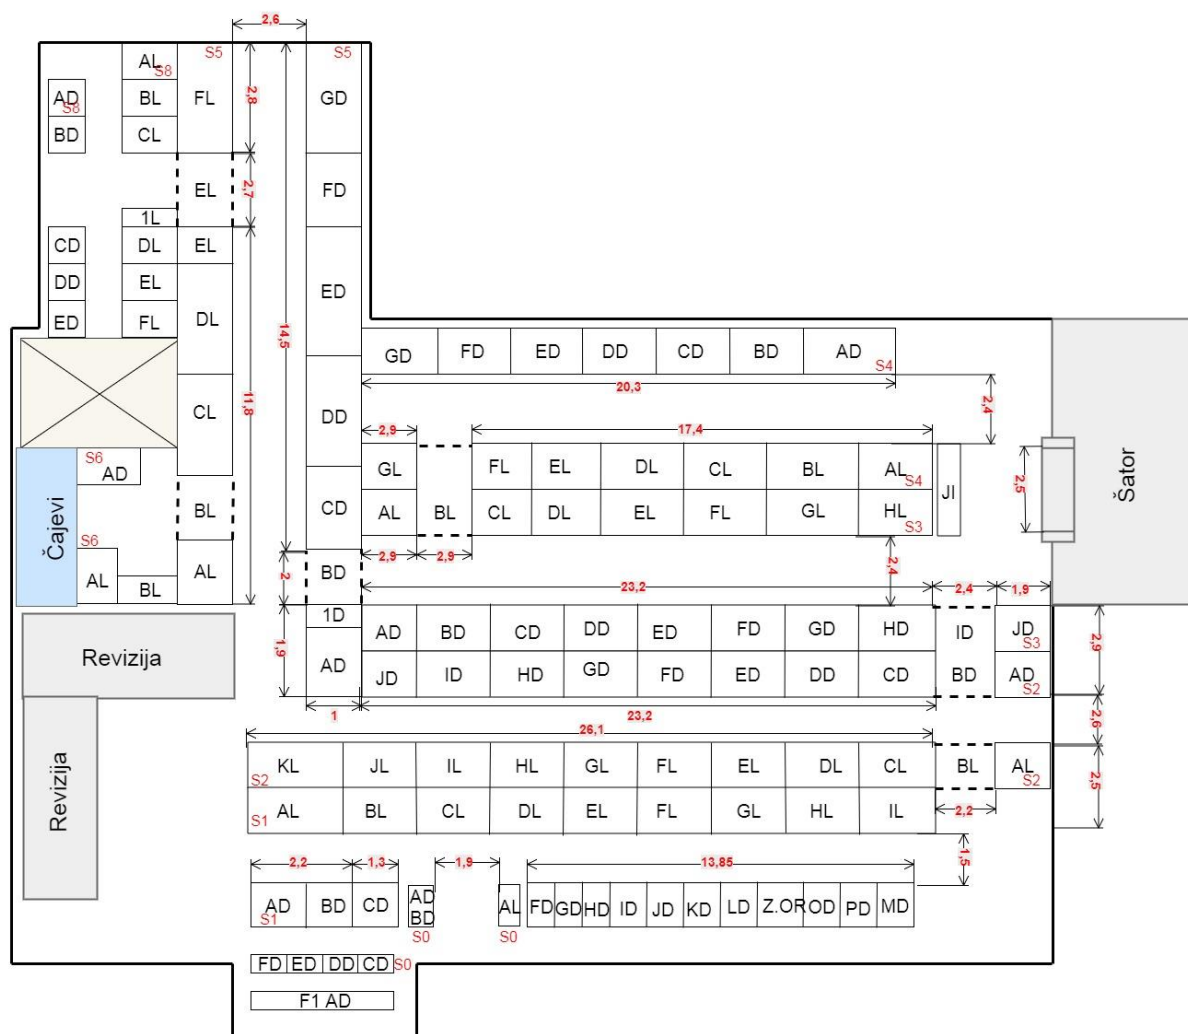 2,6
AL S8 FL S5 GD S5
AD S8 BL
BD CL
2,8
EL 2,7 FD
1L
CD DL EL
DD EL DL ED
ED FL
14,5
11,8
CL DD
GD FD ED DD CD BD AD S4
20,3
2,4
2,9 17,4
GL FL EL DL CL BL AL S4
AL BL CL DL EL FL GL HL S3
JI
2,5
Šator
S6 AD
Čajevi
BL CD
S6 AL BL AL
2,9 2,9
2,4
BD 2
23,2 2,4 1,9
1D
AD BD CD DD ED FD GD HD ID JD S3
AD JD ID HD GD FD ED DD CD BD AD S2
1,9
2,9
Revizija
Revizija
1 23,2
2,6
26,1
KL S2 JL IL HL GL FL EL DL CL BL AL S2
S1 AL BL CL DL EL FL GL HL IL
2,2
2,5
1,5
2,2 1,3 1,9 13,85
AD S1 BD CD AD BD S0 AL S0 FD GD HD ID JD KD LD Z.OR OD PD MD
FD ED DD CD S0
F1 AD